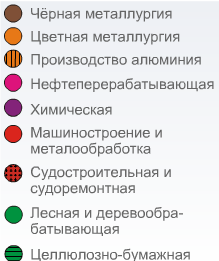 Чёрная металлургия
Цветная металлургия
Производство алюминия
Нефтеперерабатывающая
Химическая
Машиностроение и
металообработка
Судостроительная и
судоремонтная
Лесная и деревообра-
батывающая
Целлюлозно-бумажная